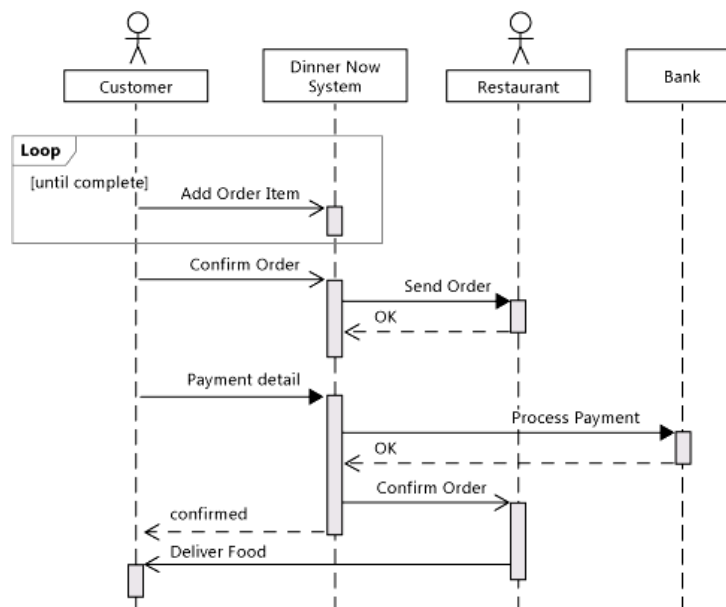 Customer
Dinner Now
System
Restaurant
Bank
Loop
[until complete]
Add Order Item
Confirm Order
Send Order
OK
Payment detail
Process Payment
OK
Confirm Order
confirmed
Deliver Food